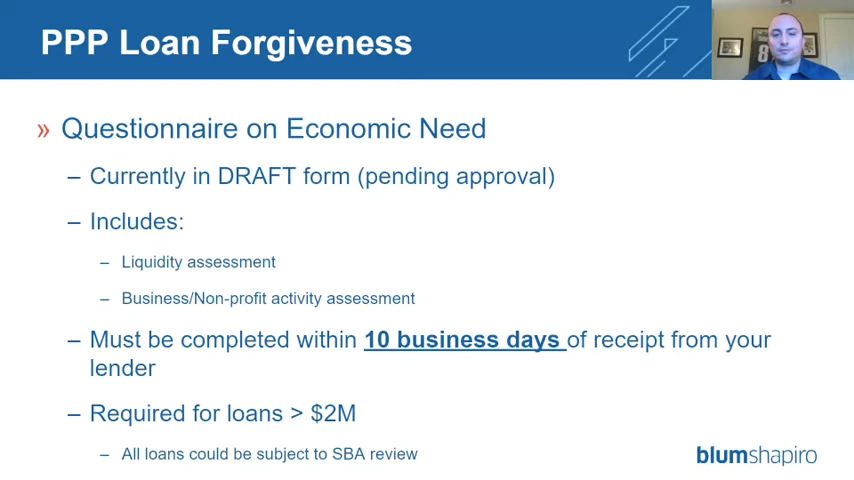 PPP Loan Forgiveness
» Questionnaire on Economic Need
– Currently in DRAFT form (pending approval)
– Includes:
– Liquidity assessment
– Business/Non-profit activity assessment
– Must be completed within 10 business days of receipt from your
lender
– Required for loans > $2M
– All loans could be subject to SBA review
blumshapiro